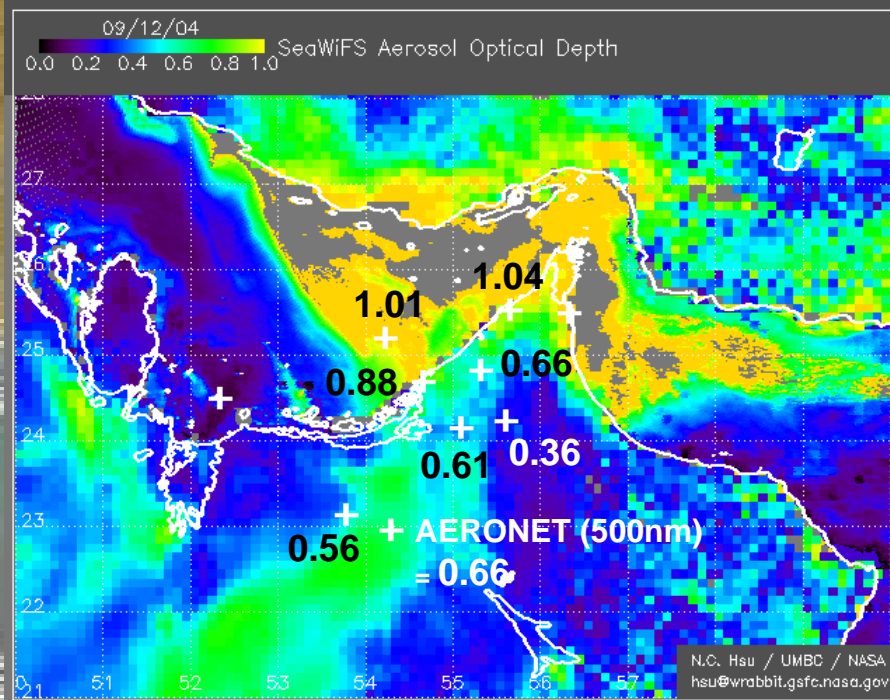 09/12/04
SeaWiFS Aerosol Optical Depth
0.0 0.2 0.4 0.6 0.8 1.0
27
26
1.04
1.01
25
0.66
0.88
24
0.61
0.36
23
AERONET (500nm)
0.56
= 0.66
22
N.C. Hsu / UMBC / NASA
hsu@wrabbit.gsfc.nasa.gov
21
51 52 53 54 55 56 57